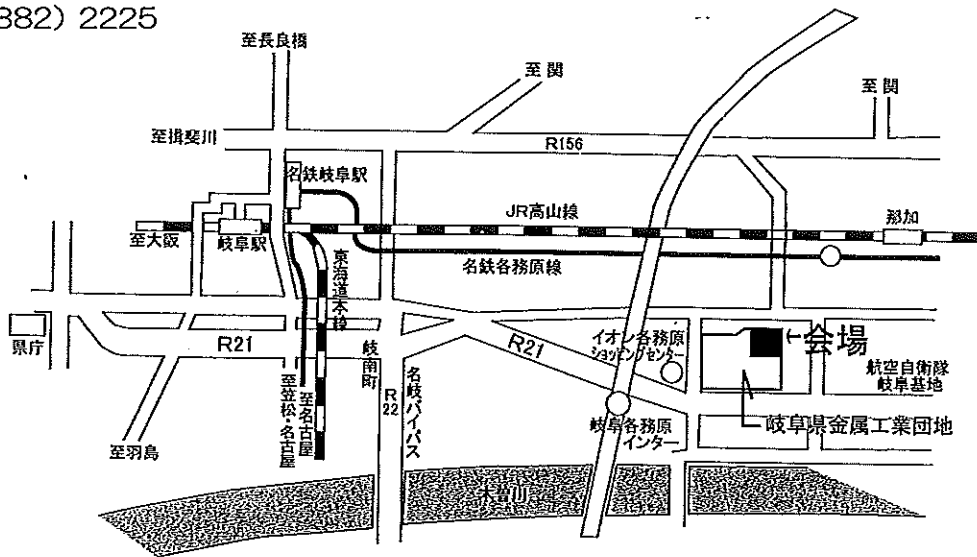 882) 2225
至長良橋
至関
至関
至揖斐川
R156
名鉄岐阜駅
JR高山線
那加
至大阪
岐阜駅
名鉄各務原線
東海道本線
県庁
R21
岐南町
R21
イオン各務原
ショッピングセンター
←会場
航空自衛隊
岐阜基地
至羽島
至笠松・名古屋
至名古屋
R22
名岐バイパス
岐阜各務原
インター
岐阜県金属工業団地
木曽川